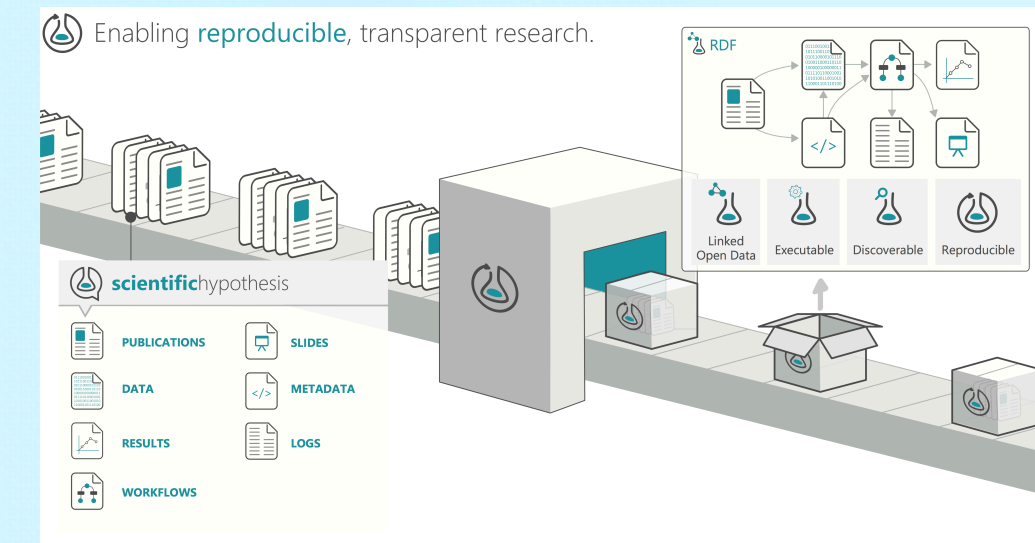 Enabling reproducible, transparent research.
RDF
</>
Linked
Open Data
Executable
Discoverable
Reproducible
scientifichypothesis
PUBLICATIONS
SLIDES
DATA
</>
METADATA
RESULTS
LOGS
WORKFLOWS